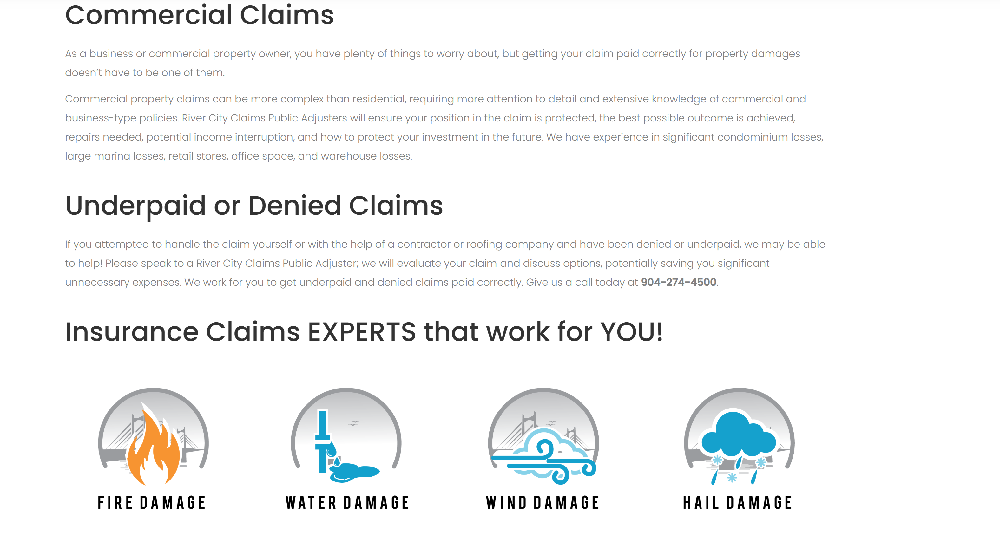 Commercial Claims
As a business or commercial property owner, you have plenty of things to worry about, but getting your claim paid correctly for property damages
doesn’t have to be one of them.
Commercial property claims can be more complex than residential, requiring more attention to detail and extensive knowledge of commercial and
business-type policies. River City Claims Public Adjusters will ensure your position in the claim is protected, the best possible outcome is achieved,
repairs needed, potential income interruption, and how to protect your investment in the future. We have experience in significant condominium losses,
large marina losses, retail stores, office space, and warehouse losses.
Underpaid or Denied Claims
If you attempted to handle the claim yourself or with the help of a contractor or roofing company and have been denied or underpaid, we may be able
to help! Please speak to a River City Claims Public Adjuster; we will evaluate your claim and discuss options, potentially saving you significant
unnecessary expenses. We work for you to get underpaid and denied claims paid correctly. Give us a call today at 904-274-4500.
Insurance Claims EXPERTS that work for YOU!
FIRE DAMAGE
WATER DAMAGE
WIND DAMAGE
HAIL DAMAGE